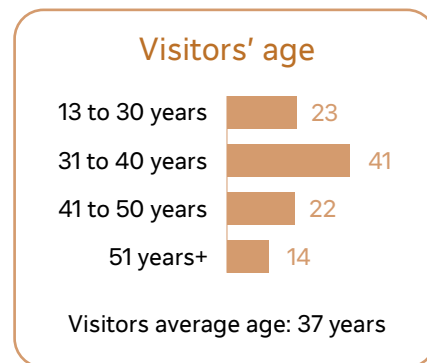 Visitors’ age
13 to 30 years 23
31 to 40 years 41
41 to 50 years 22
51 years+ 14
Visitors average age: 37 years